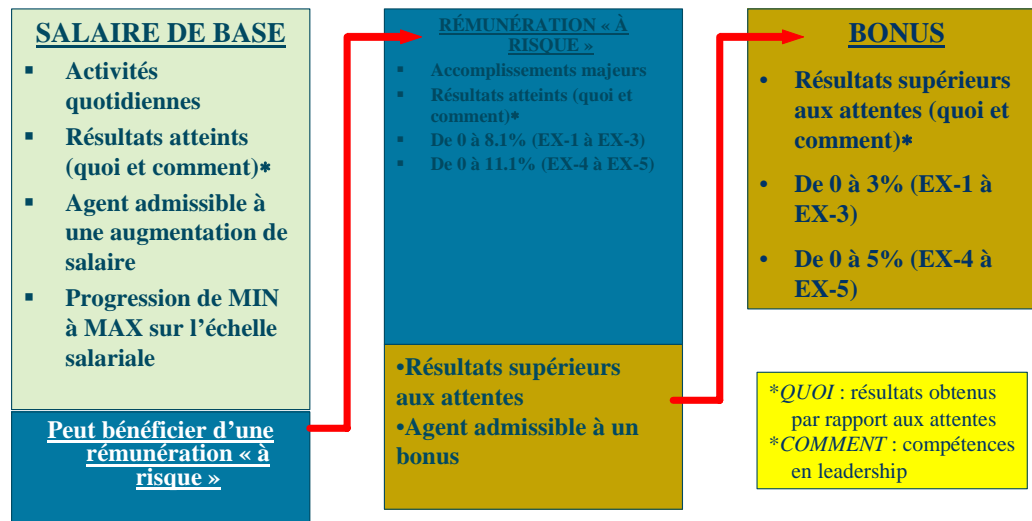 SALAIRE DE BASE
▪ Activités
quotidiennes
▪ Résultats atteints
(quoi et comment)*
▪ Agent admissible à
une augmentation de
salaire
▪ Progression de MIN
à MAX sur l’échelle
salariale
Peut bénéficier d’une
rémunération « à
risque »
RÉMUNÉRATION « À
RISQUE »
▪ Accomplissements majeurs
▪ Résultats atteints (quoi et
comment)*
▪ De 0 à 8.1% (EX-1 à EX-3)
▪ De 0 à 11.1% (EX-4 à EX-5)
•Résultats supérieurs
aux attentes
•Agent admissible à un
bonus
BONUS
• Résultats supérieurs
aux attentes (quoi et
comment)*
• De 0 à 3% (EX-1 à
EX-3)
• De 0 à 5% (EX-4 à
EX-5)
*QUOI : résultats obtenus
par rapport aux attentes
*COMMENT : compétences
en leadership